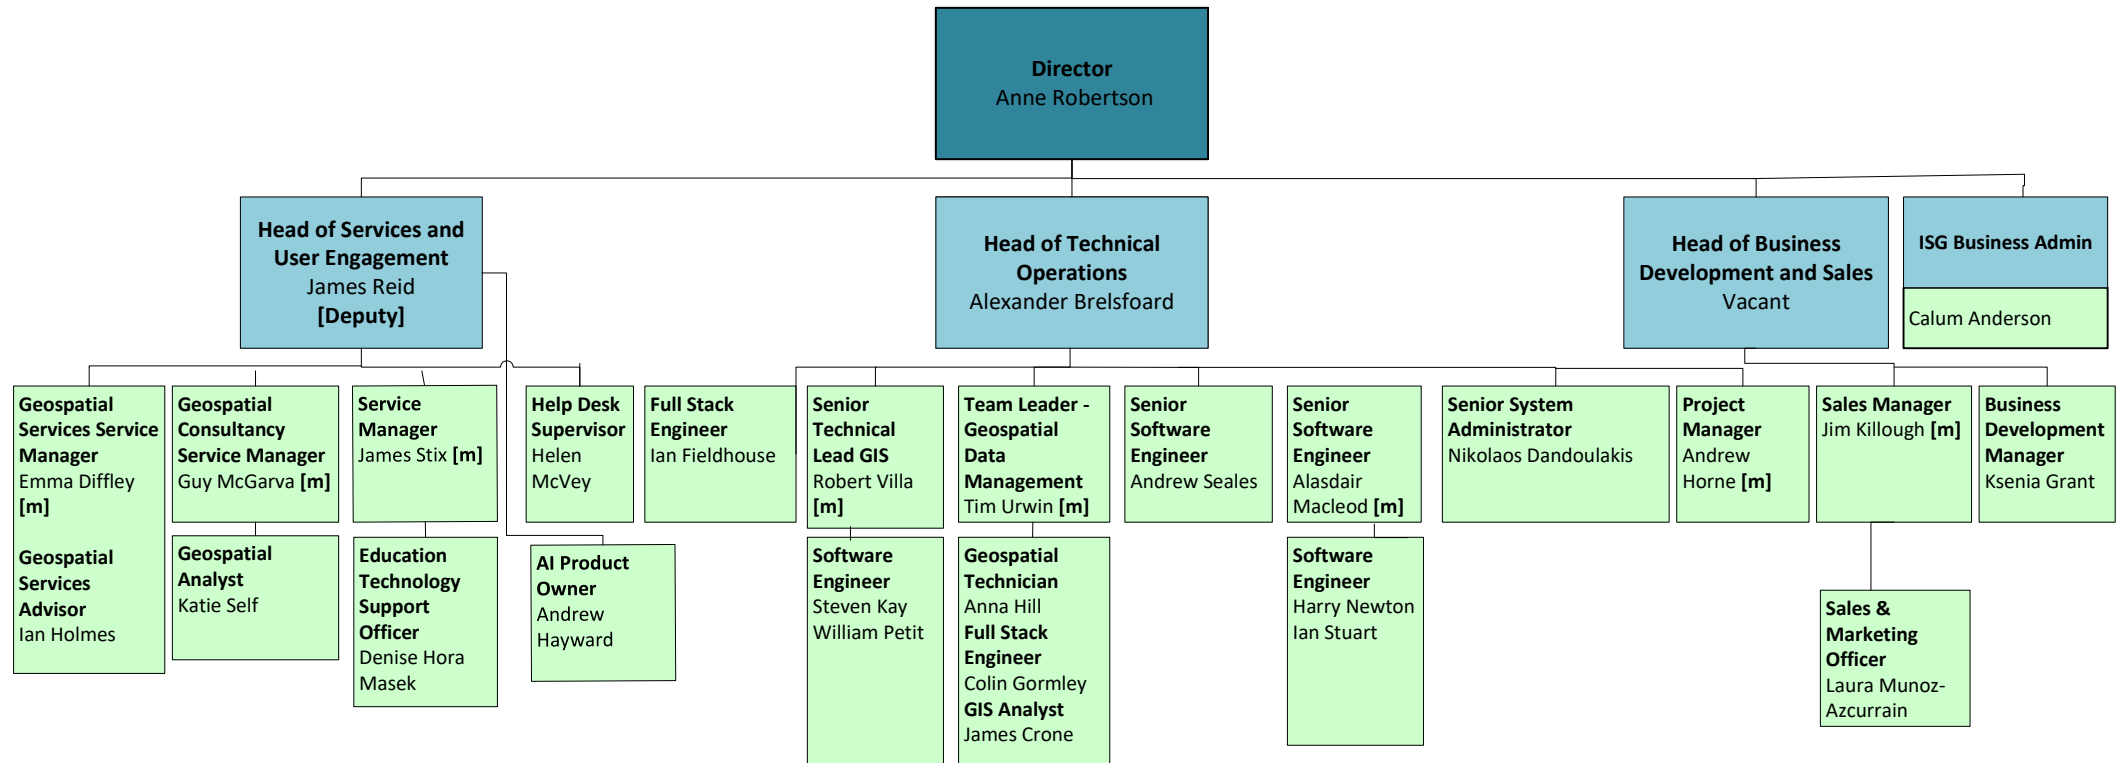 Director
Anne Robertson
Head of Services and
User Engagement
James Reid
[Deputy]
Head of Technical
Operations
Alexander Brelsfoard
Head of Business
Development and Sales
Vacant
ISG Business Admin
Calum Anderson
Geospatial
Services Service
Manager
Emma Diffley
[m]
Geospatial
Services
Advisor
Ian Holmes
Geospatial
Consultancy
Service Manager
Guy McGarva [m]
Geospatial
Analyst
Katie Self
Service
Manager
James Stix [m]
Education
Technology
Support
Officer
Denise Hora
Masek
Help Desk
Supervisor
Helen
McVey
AI Product
Owner
Andrew
Hayward
Full Stack
Engineer
Ian Fieldhouse
Senior
Technical
Lead GIS
Robert Villa
[m]
Software
Engineer
Steven Kay
William Petit
Team Leader -
Geospatial
Data
Management
Tim Urwin [m]
Geospatial
Technician
Anna Hill
Full Stack
Engineer
Colin Gormley
GIS Analyst
James Crone
Senior
Software
Engineer
Andrew Seales
Senior
Software
Engineer
Alasdair
Macleod [m]
Software
Engineer
Harry Newton
Ian Stuart
Senior System
Administrator
Nikolaos Dandoulakis
Project
Manager
Andrew
Horne [m]
Sales Manager
Jim Killough [m]
Sales &
Marketing
Officer
Laura Munoz-
Azcurrain
Business
Development
Manager
Ksenia Grant